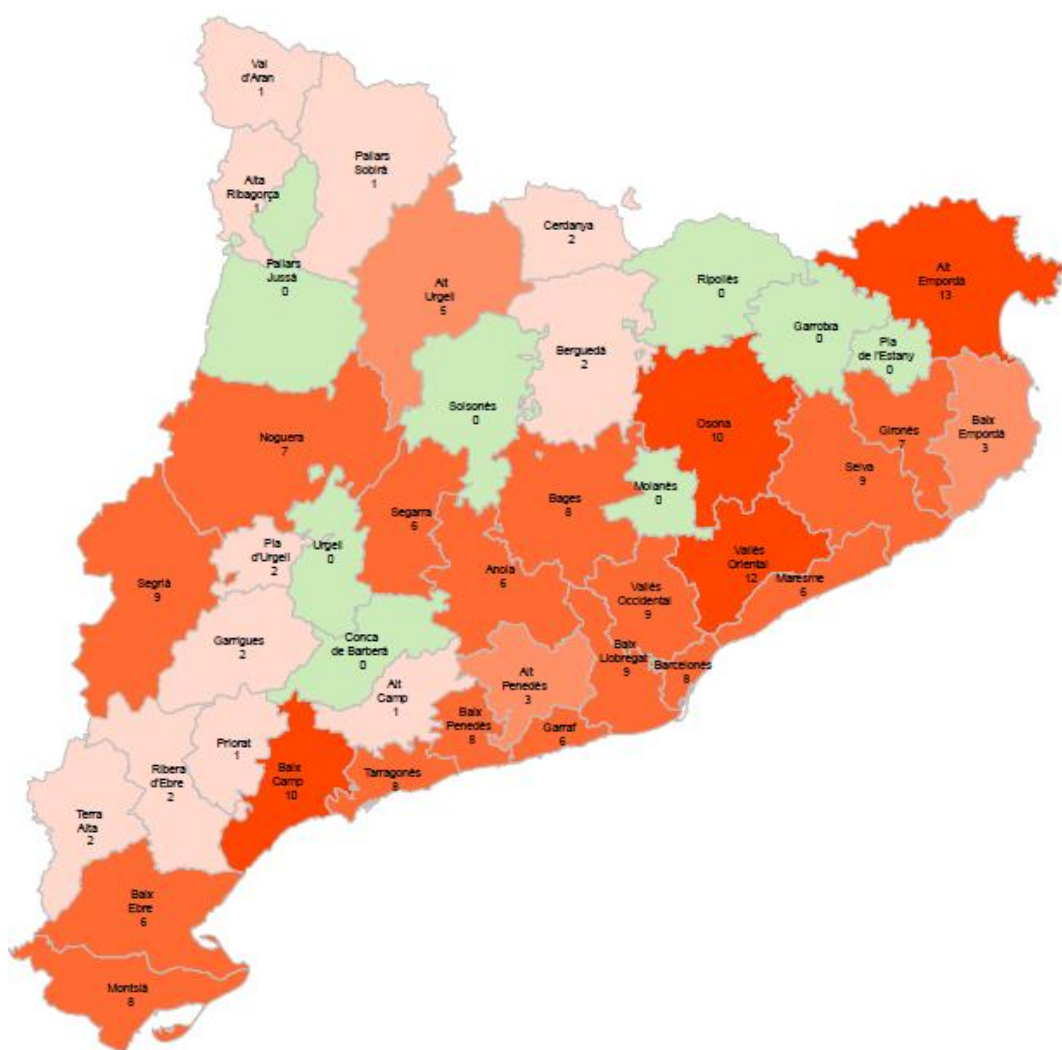 Val
d'Aran
1
Pallars
Sobirà
1
Alta
Ribagorça
1
Cerdanya
2
Pallars
Jussà
0
Alt
Urgell
5
Ripollès
0
Alt
Empordà
13
Garrotxa
0
Pla
de l'Estany
0
Berguedà
2
Solsonès
0
Osona
10
Gironès
7
Baix
Empordà
3
Noguera
7
Selva
9
Moianès
0
Bages
8
Segarra
6
Urgell
0
Pla
d'Urgell
2
Anoia
6
Vallès
Oriental
12
Maresme
6
Segrià
9
Vallès
Occidental
9
Garrigues
2
Conca
de Barberà
0
Baix
Llobregat
9
Barcelonès
8
Alt
Penedès
3
Alt
Camp
1
Baix
Penedès
8
Garraf
6
Priorat
1
Baix
Camp
10
Tarragonès
8
Ribera
d'Ebre
2
Terra
Alta
2
Baix
Ebre
6
Montsià
8